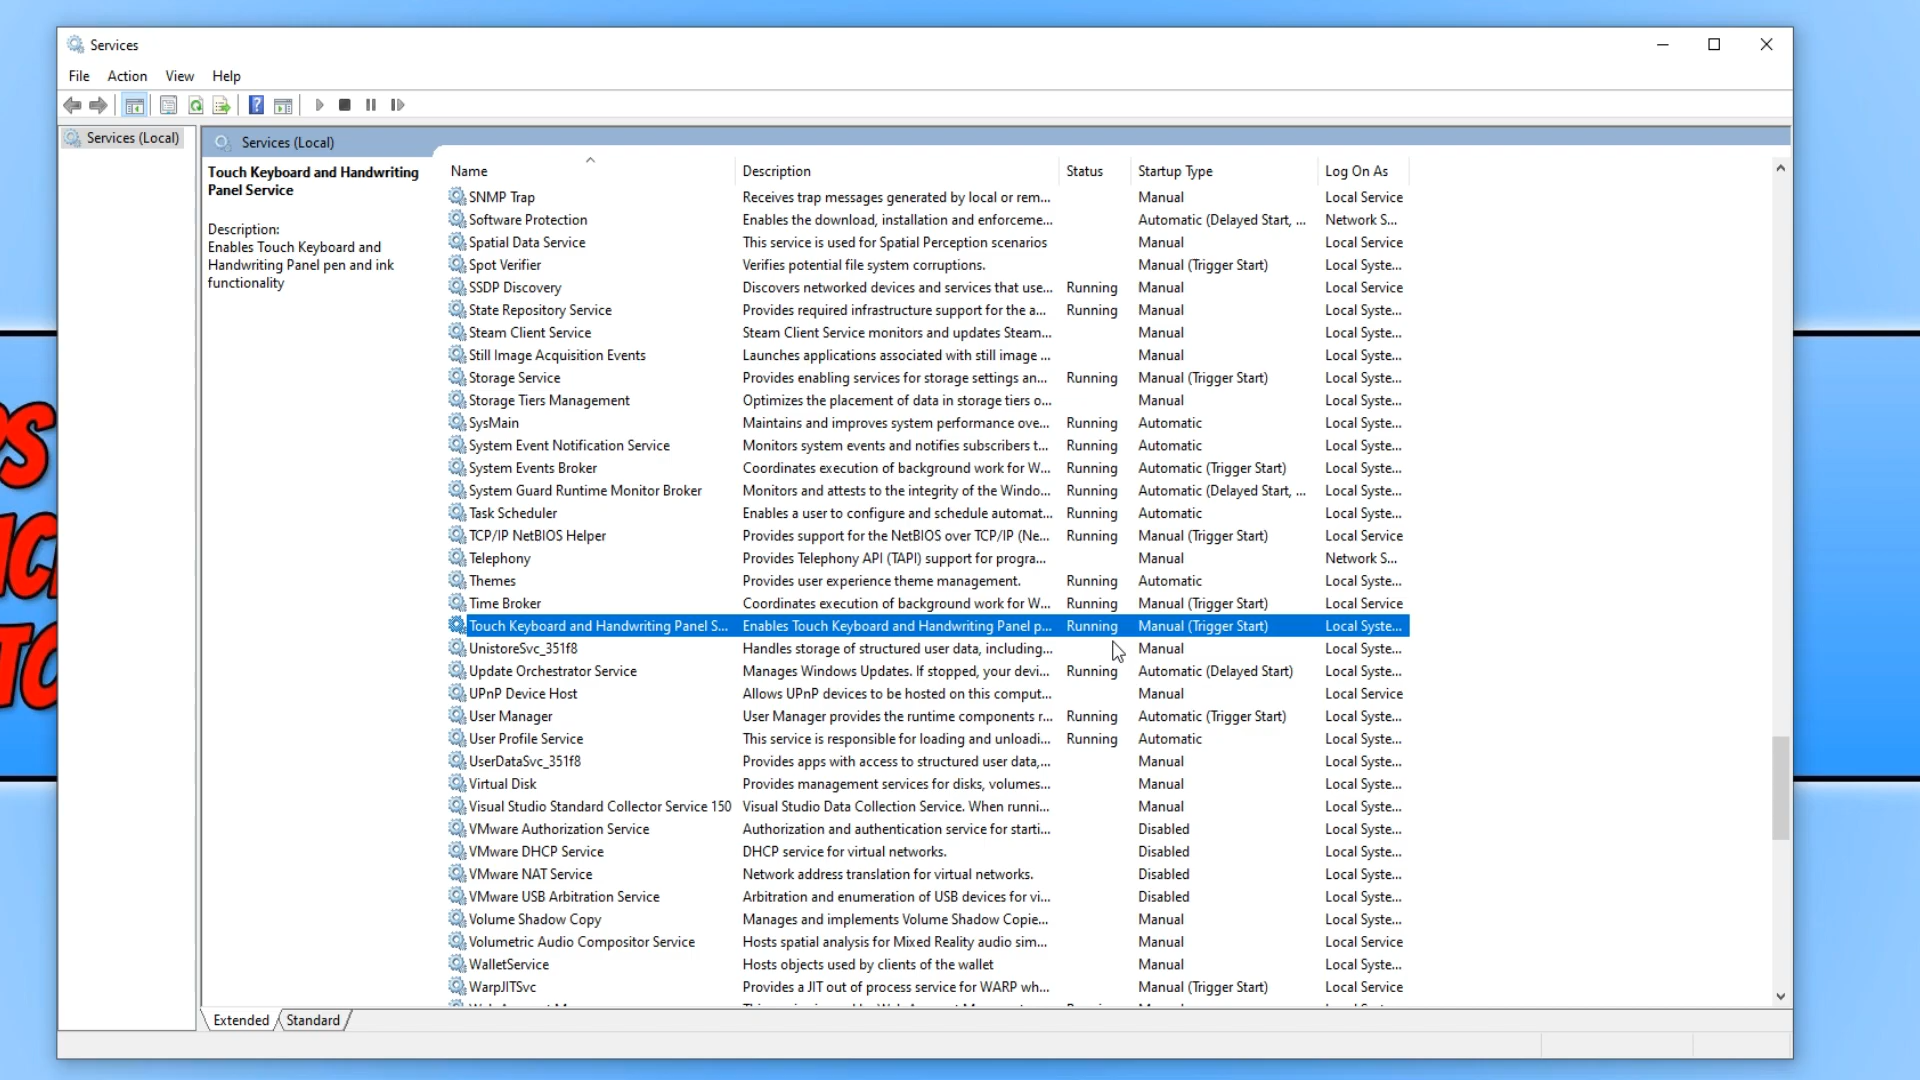 Services
File Action View Help
Services (Local)
Services (Local)
Touch Keyboard and Handwriting
Panel Service
Description:
Enables Touch Keyboard and
Handwriting Panel pen and ink
functionality
Name Description Status Startup Type Log On As
SNMP Trap Receives trap messages generated by local or rem... Manual Local Service
Software Protection Enables the download, installation and enforceme... Automatic (Delayed Start, ... Network S...
Spatial Data Service This service is used for Spatial Perception scenarios Manual Local Service
Spot Verifier Verifies potential file system corruptions. Manual (Trigger Start) Local Syste...
SSDP Discovery Discovers networked devices and services that use... Running Manual Local Service
State Repository Service Provides required infrastructure support for the a... Running Manual Local Syste...
Steam Client Service Steam Client Service monitors and updates Steam... Manual Local Syste...
Still Image Acquisition Events Launches applications associated with still image ... Manual Local Syste...
Storage Service Provides enabling services for storage settings an... Running Manual (Trigger Start) Local Syste...
Storage Tiers Management Optimizes the placement of data in storage tiers o... Manual Local Syste...
SysMain Maintains and improves system performance ove... Running Automatic Local Syste...
System Event Notification Service Monitors system events and notifies subscribers t... Running Automatic Local Syste...
System Events Broker Coordinates execution of background work for W... Running Automatic (Trigger Start) Local Syste...
System Guard Runtime Monitor Broker Monitors and attests to the integrity of the Windo... Running Automatic (Delayed Start, ... Local Syste...
Task Scheduler Enables a user to configure and schedule automat... Running Automatic Local Syste...
TCP/IP NetBIOS Helper Provides support for the NetBIOS over TCP/IP (Ne... Running Manual (Trigger Start) Local Service
Telephony Provides Telephony API (TAPI) support for progra... Manual Network S...
Themes Provides user experience theme management. Running Automatic Local Syste...
Time Broker Coordinates execution of background work for W... Running Manual (Trigger Start) Local Service
Touch Keyboard and Handwriting Panel S... Enables Touch Keyboard and Handwriting Panel p... Running Manual (Trigger Start) Local Syste...
UnistoreSvc_351f8 Handles storage of structured user data, including... Manual Local Syste...
Update Orchestrator Service Manages Windows Updates. If stopped, your devi... Running Automatic (Delayed Start) Local Syste...
UPnP Device Host Allows UPnP devices to be hosted on this comput... Manual Local Service
User Manager User Manager provides the runtime components r... Running Automatic (Trigger Start) Local Syste...
User Profile Service This service is responsible for loading and unloadi... Running Automatic Local Syste...
UserDataSvc_351f8 Provides apps with access to structured user data,... Manual Local Syste...
Virtual Disk Provides management services for disks, volumes... Manual Local Syste...
Visual Studio Standard Collector Service 150 Visual Studio Data Collection Service. When runni... Manual Local Syste...
VMware Authorization Service Authorization and authentication service for starti... Disabled Local Syste...
VMware DHCP Service DHCP service for virtual networks. Disabled Local Syste...
VMware NAT Service Network address translation for virtual networks. Disabled Local Syste...
VMware USB Arbitration Service Arbitration and enumeration of USB devices for vi... Disabled Local Syste...
Volume Shadow Copy Manages and implements Volume Shadow Copie... Manual Local Syste...
Volumetric Audio Compositor Service Hosts spatial analysis for Mixed Reality audio sim... Manual Local Service
WalletService Hosts objects used by clients of the wallet Manual Local Syste...
WarpJITSvc Provides a JIT out of process service for WARP wh... Manual (Trigger Start) Local Service
Extended Standard